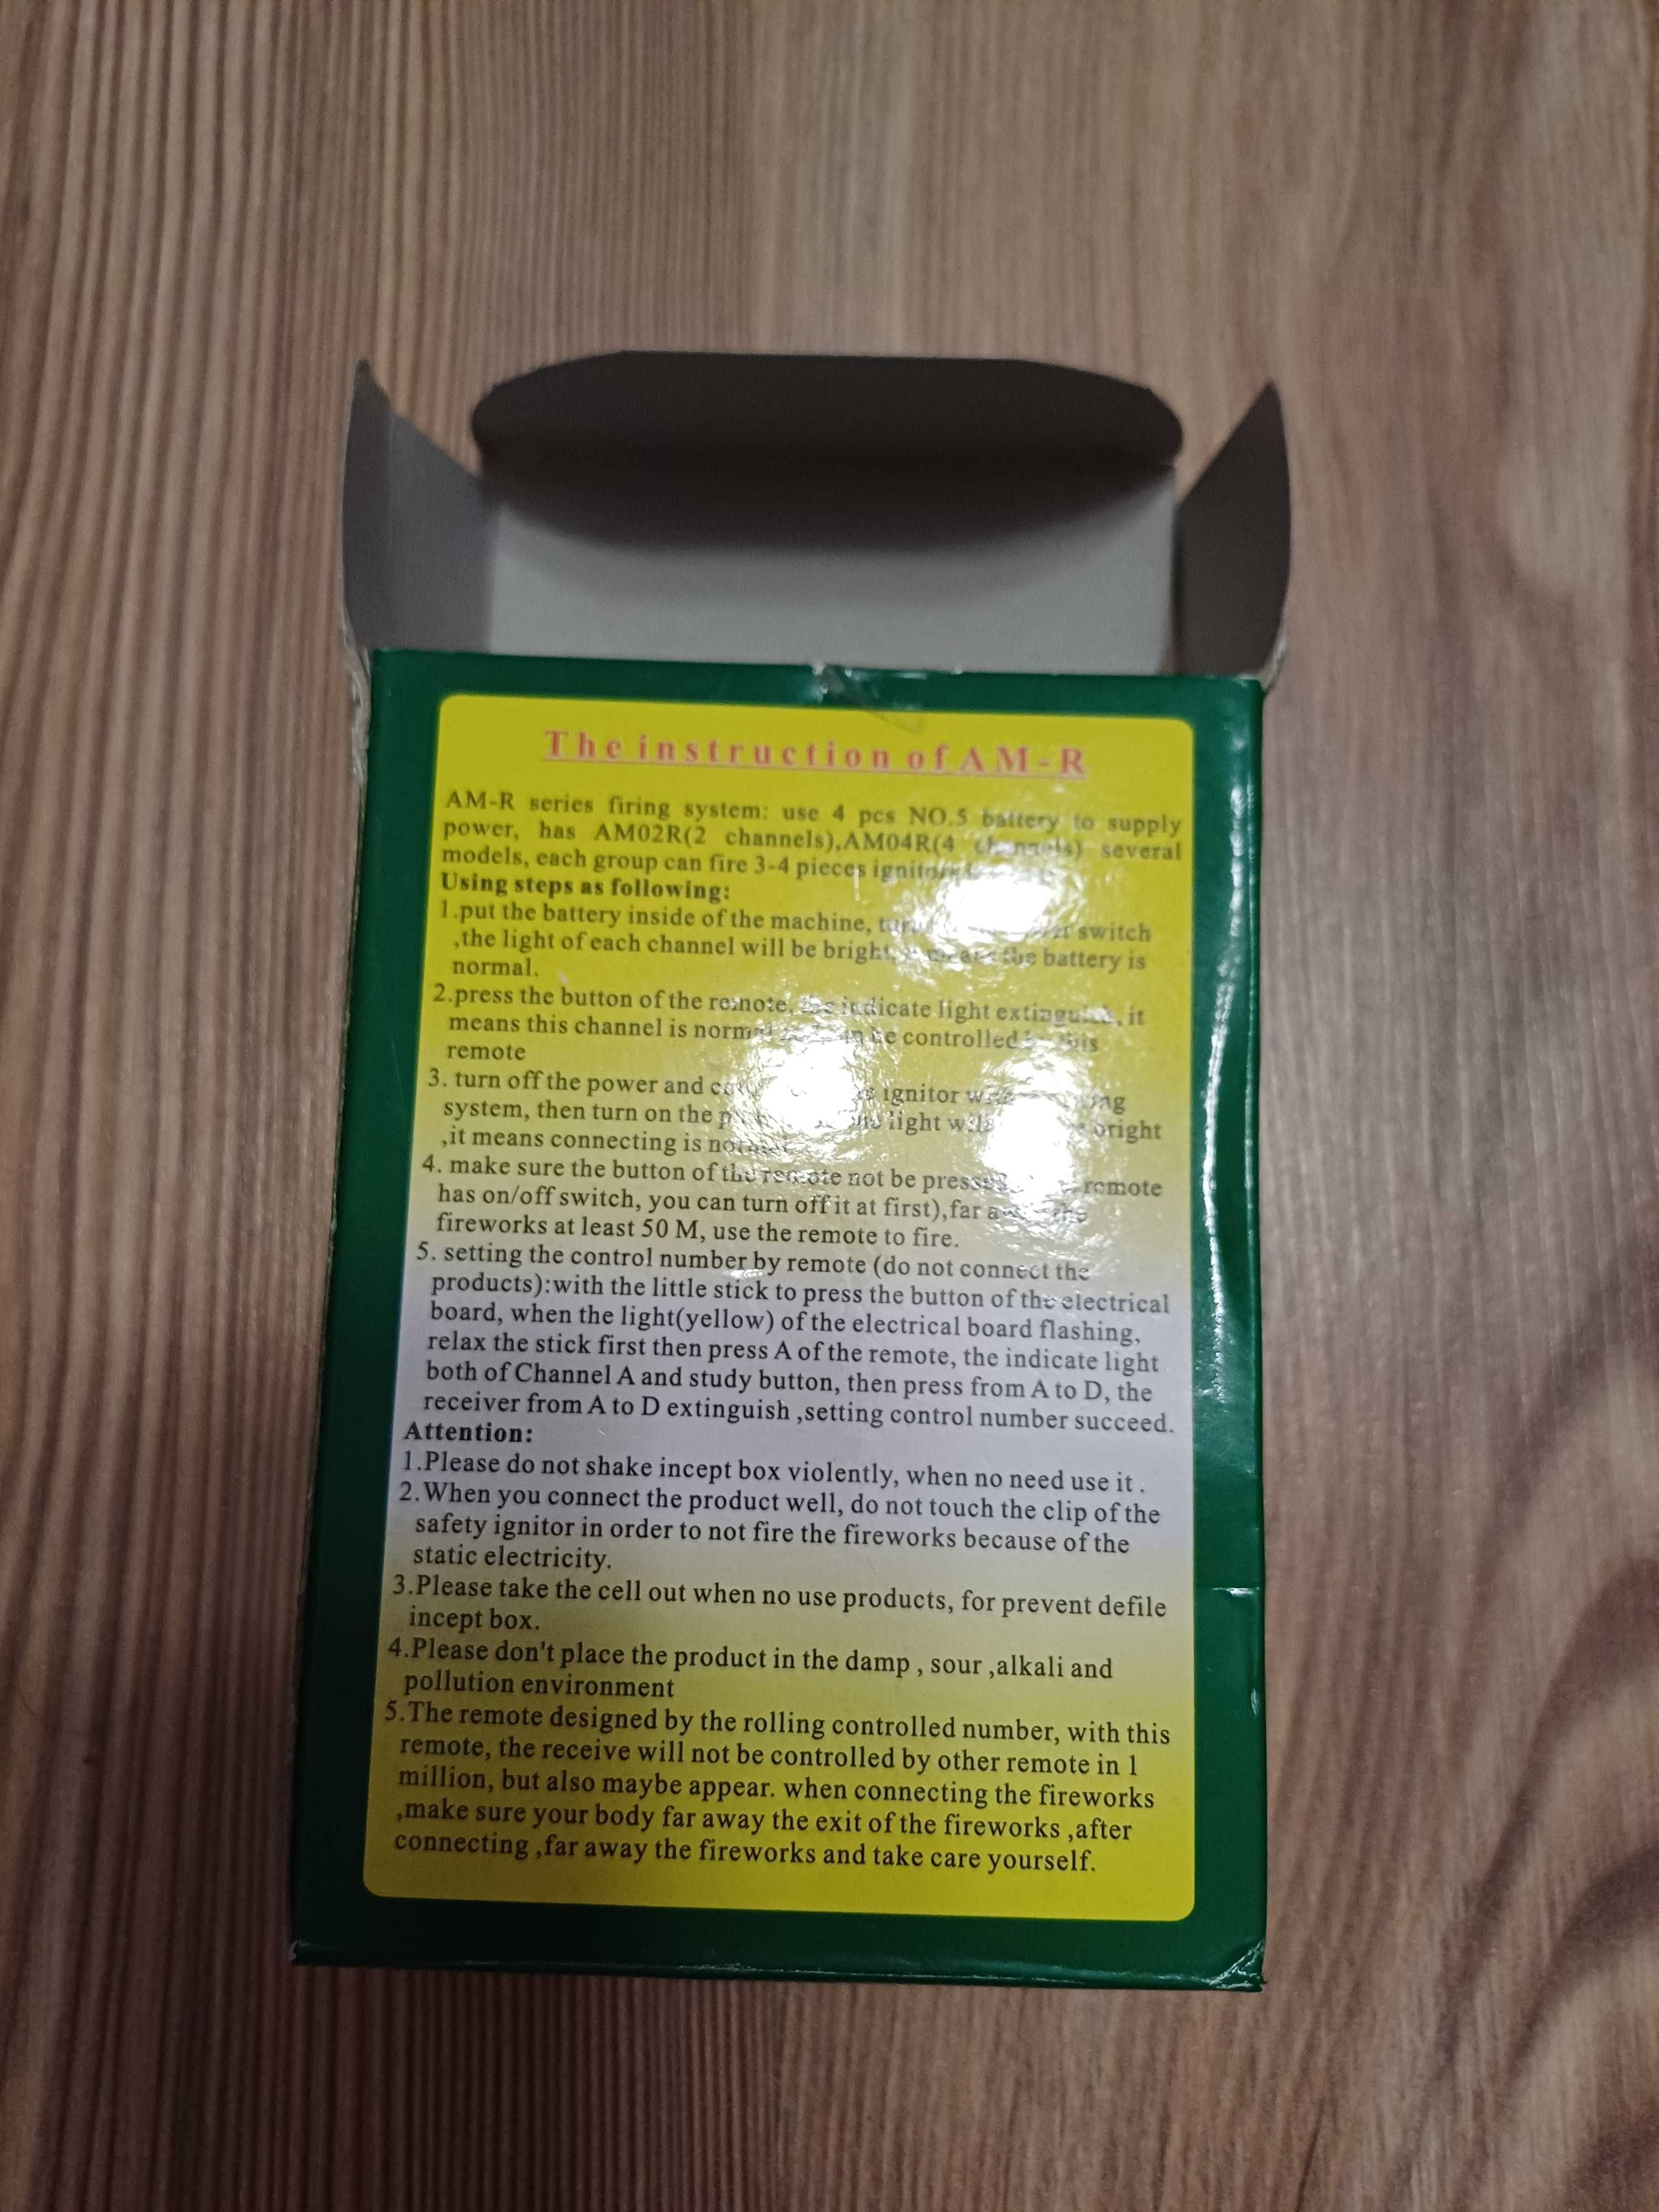 The instruction of AM-R
AM-R series firing system: use 4 pcs NO.5 battery to supply
power, has AM02R(2 channels),AM04R(4 channels) several
models, each group can fire 3-4 pieces
Using steps as following:
1.put the battery inside of the machine, switch
,the light of each channel will be bright, it means the battery is
normal.
2.press the button of the remote, the indicate light extinguish, it
means this channel is controlled
remote
3. turn off the power and ignitor
system, then turn on the light bright
,it means connecting is normal
4. make sure the button of the remote not be remote
has on/off switch, you can turn off it at first),far
fireworks at least 50 M, use the remote to fire.
5. setting the control number by remote (do not connect the
products):with the little stick to press the button of the electrical
board, when the light(yellow) of the electrical board flashing,
relax the stick first then press A of the remote, the indicate light
both of Channel A and study button, then press from A to D, the
receiver from A to D extinguish ,setting control number succeed.
Attention:
1.Please do not shake incept box violently, when no need use it .
2.When you connect the product well, do not touch the clip of the
safety ignitor in order to not fire the fireworks because of the
static electricity.
3.Please take the cell out when no use products, for prevent defile
incept box.
4.Please don't place the product in the damp , sour ,alkali and
pollution environment
5.The remote designed by the rolling controlled number, with this
remote, the receive will not be controlled by other remote in 1
million, but also maybe appear. when connecting the fireworks
,make sure your body far away the exit of the fireworks ,after
connecting ,far away the fireworks and take care yourself.